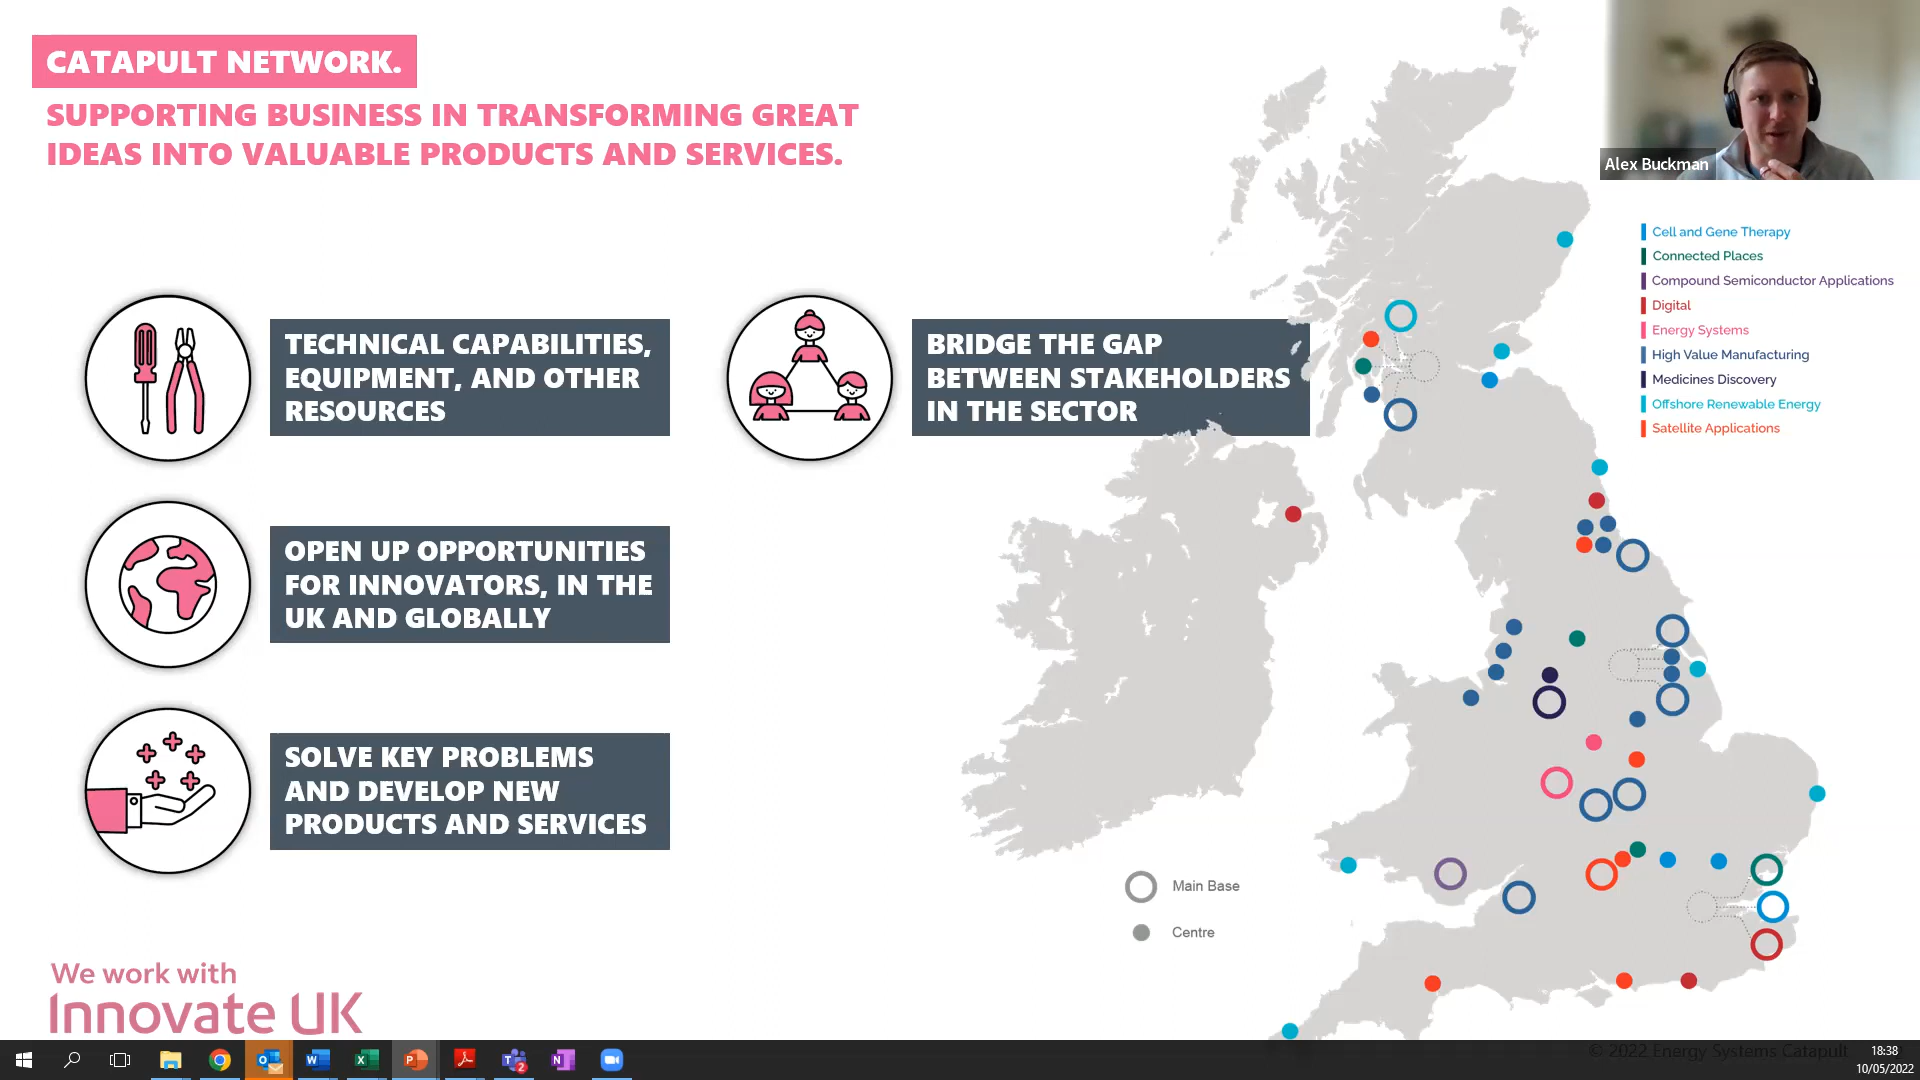 CATAPULT NETWORK.
SUPPORTING BUSINESS IN TRANSFORMING GREAT
IDEAS INTO VALUABLE PRODUCTS AND SERVICES.
Alex Buckman
Cell and Gene Therapy
Connected Places
Compound Semiconductor Applications
Digital
Energy Systems
High Value Manufacturing
Medicines Discovery
Offshore Renewable Energy
Satellite Applications
TECHNICAL CAPABILITIES,
EQUIPMENT, AND OTHER
RESOURCES
BRIDGE THE GAP
BETWEEN STAKEHOLDERS
IN THE SECTOR
OPEN UP OPPORTUNITIES
FOR INNOVATORS, IN THE
UK AND GLOBALLY
SOLVE KEY PROBLEMS
AND DEVELOP NEW
PRODUCTS AND SERVICES
Main Base
Centre
We work with
Innovate UK
© 2022 Energy Systems Catapult
18:38
10/05/2022